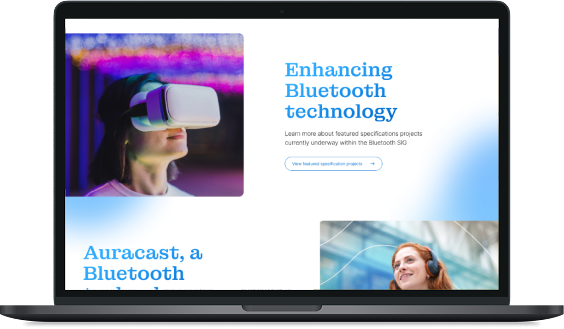 Enhancing
Bluetooth
technology
Learn more about featured specifications projects
currently underway within the Bluetooth SIG
View featured specification projects →
Auracast, a
Bluetooth